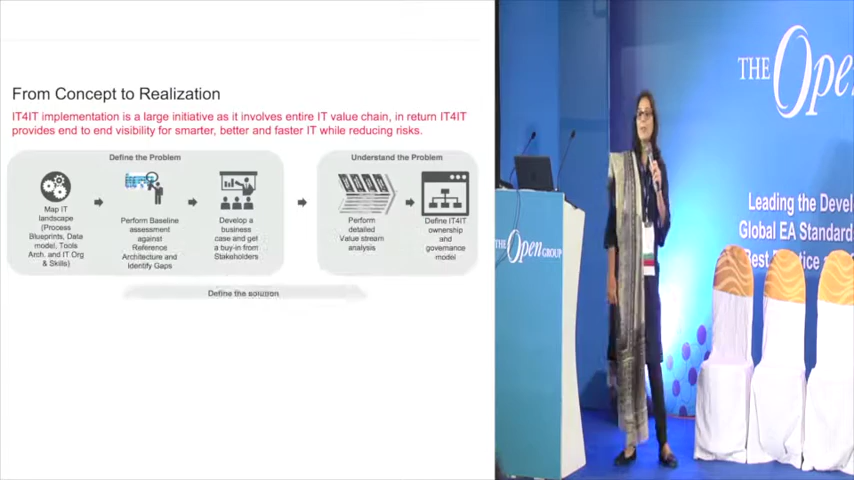 From Concept to Realization
IT4IT implementation is a large initiative as it involves entire IT value chain, in return IT4IT
provides end to end visibility for smarter, better and faster IT while reducing risks.
Define the Problem
Map IT
landscape
(Process
Blueprints, Data
model, Tools
Arch. and IT Org
& Skills)
Perform Baseline
assessment
against
Reference
Architecture and
Identify Gaps
Develop a
business
case and get
a buy-in from
Stakeholders
Understand the Problem
Perform
detailed
Value stream
analysis
Define IT4IT
ownership
and
governance
model
Define the solution
THE Open GROUP
THE Open
Leading the Develo
Global EA Standard
Best